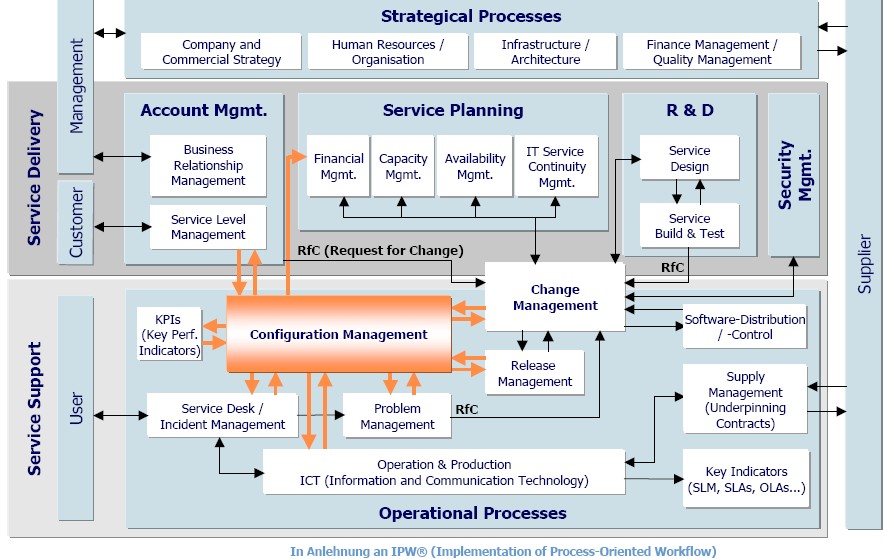 Strategical Processes
Company and
Commercial Strategy
Human Resources /
Organisation
Infrastructure /
Architecture
Finance Management /
Quality Management
Management
Service Delivery
Account Mgmt.
Service Planning
R & D
Security
Mgmt.
Business
Relationship
Management
Financial
Mgmt.
Capacity
Mgmt.
Availability
Mgmt.
IT Service
Continuity
Mgmt.
Service
Design
Customer
Service Level
Management
Service
Build & Test
Supplier
RfC (Request for Change)
RfC
Change
Management
Service Support
User
KPIs
(Key Perf.
Indicators)
Configuration Management
Software-Distribution
/ -Control
Release
Management
Supply
Management
(Underpinning
Contracts)
Service Desk /
Incident Management
Problem
Management
RfC
Operation & Production
ICT (Information and Communication Technology)
Key Indicators
(SLM, SLAs, OLAs...)
Operational Processes
In Anlehnung an IPW® (Implementation of Process-Oriented Workflow)